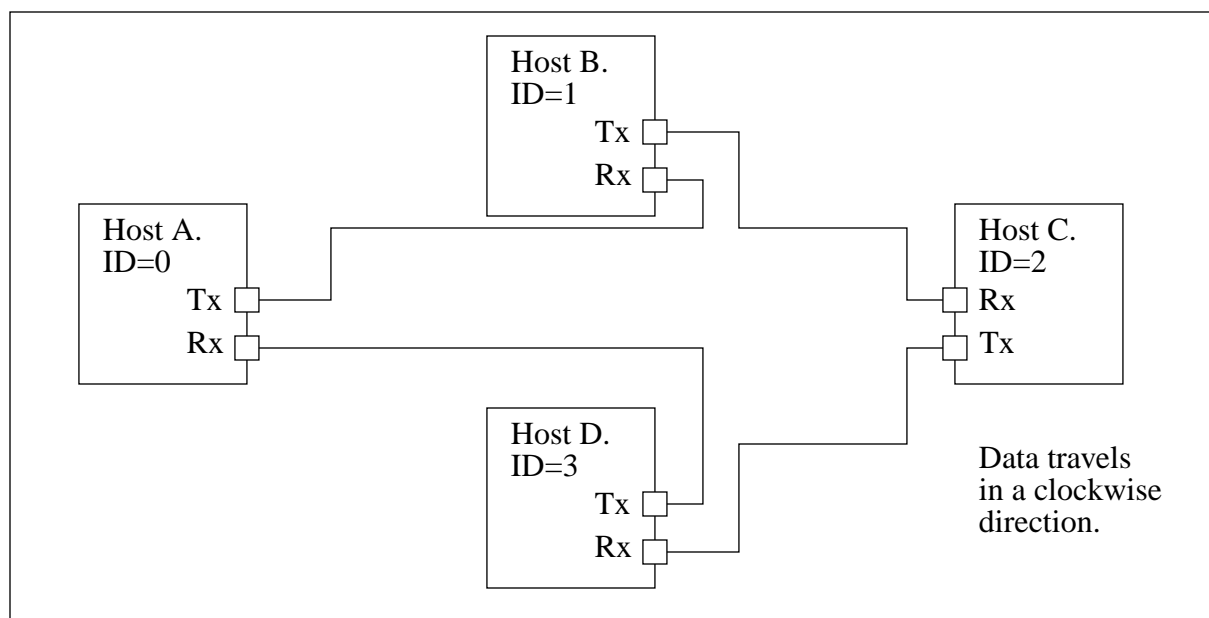 Host B.
ID=1
Tx
Rx
Host A.
ID=0
Tx
Rx
Host C.
ID=2
Rx
Tx
Host D.
ID=3
Tx
Rx
Data travels
in a clockwise
direction.